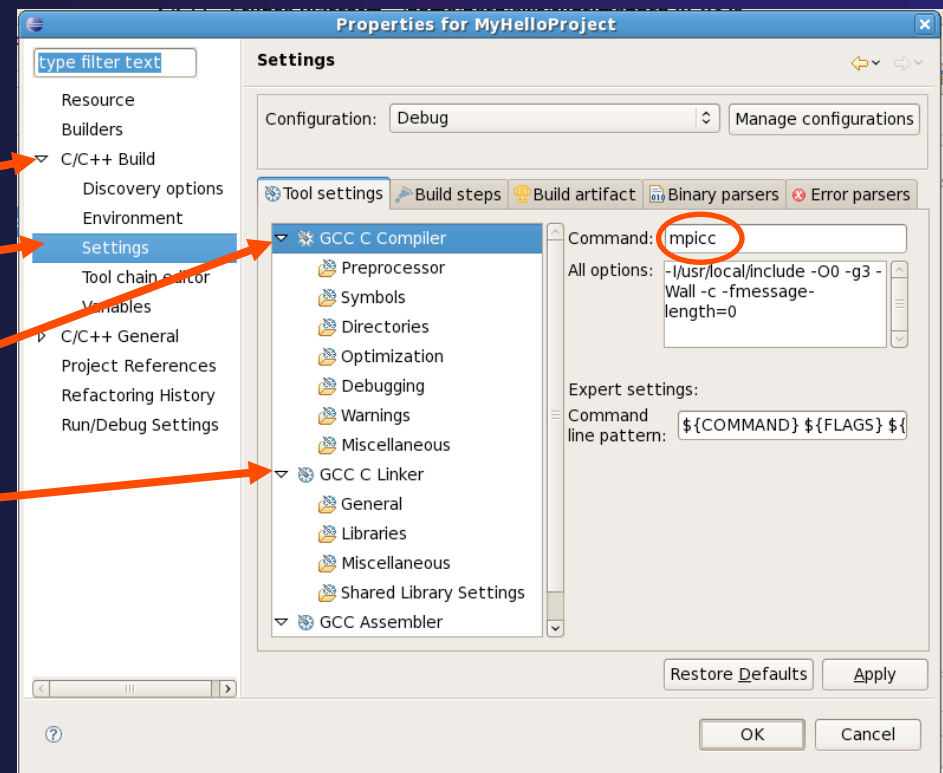 Properties for MyHelloProject
type filter text
Resource
Builders
C/C++ Build
Discovery options
Environment
Settings
Tool chain editor
Variables
C/C++ General
Project References
Refactoring History
Run/Debug Settings
Settings
Configuration: Debug Manage configurations
Tool settings Build steps Build artifact Binary parsers Error parsers
GCC C Compiler
Preprocessor
Symbols
Directories
Optimization
Debugging
Warnings
Miscellaneous
GCC C Linker
General
Libraries
Miscellaneous
Shared Library Settings
GCC Assembler
Command: mpicc
All options: -I/usr/local/include -O0 -g3 -
Wall -c -fmessage-
length=0
Expert settings:
Command
line pattern: ${COMMAND} ${FLAGS} ${
Restore Defaults Apply
OK Cancel